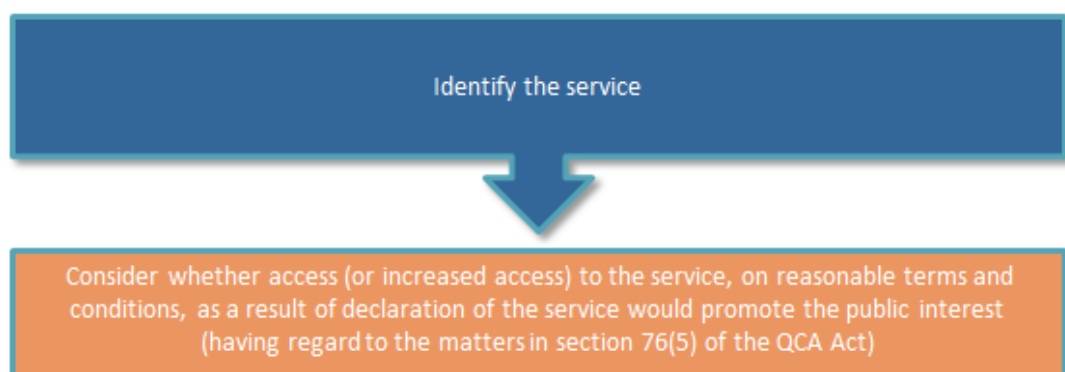 Identify the service
Consider whether access (or increased access) to the service, on reasonable terms and
conditions, as a result of declaration of the service would promote the public interest
(having regard to the matters in section 76(5) of the QCA Act)